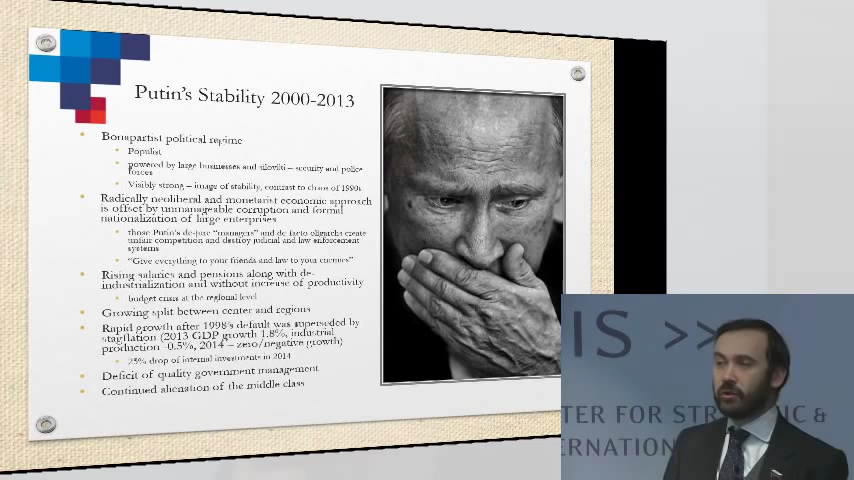 Putin's Stability 2000-2013
Bonapartist political regime
Populist
powered by large businesses and siloviki – security and police
forces
Visibly strong – image of stability, contrast to chaos of 1990s
Radically neoliberal and monetarist economic approach
is offset by unmanageable corruption and formal
nationalization of large enterprises
those Putin's de-jure "managers" and de facto oligarchs create
unfair competition and destroy judicial and law enforcement
systems
"Give everything to your friends and law to your enemies"
Rising salaries and pensions along with de-
industrialization and without increase of productivity
budget crisis at the regional level
Growing split between center and regions
Rapid growth after 1998's default was superseded by
stagflation (2013 GDP growth 1.8%, industrial
production -0.5%, 2014 – zero/negative growth)
25% drop of internal investments in 2014
Deficit of quality government management
Continued alienation of the middle class
IS >>
TER FOR STR IC &
ERNATION